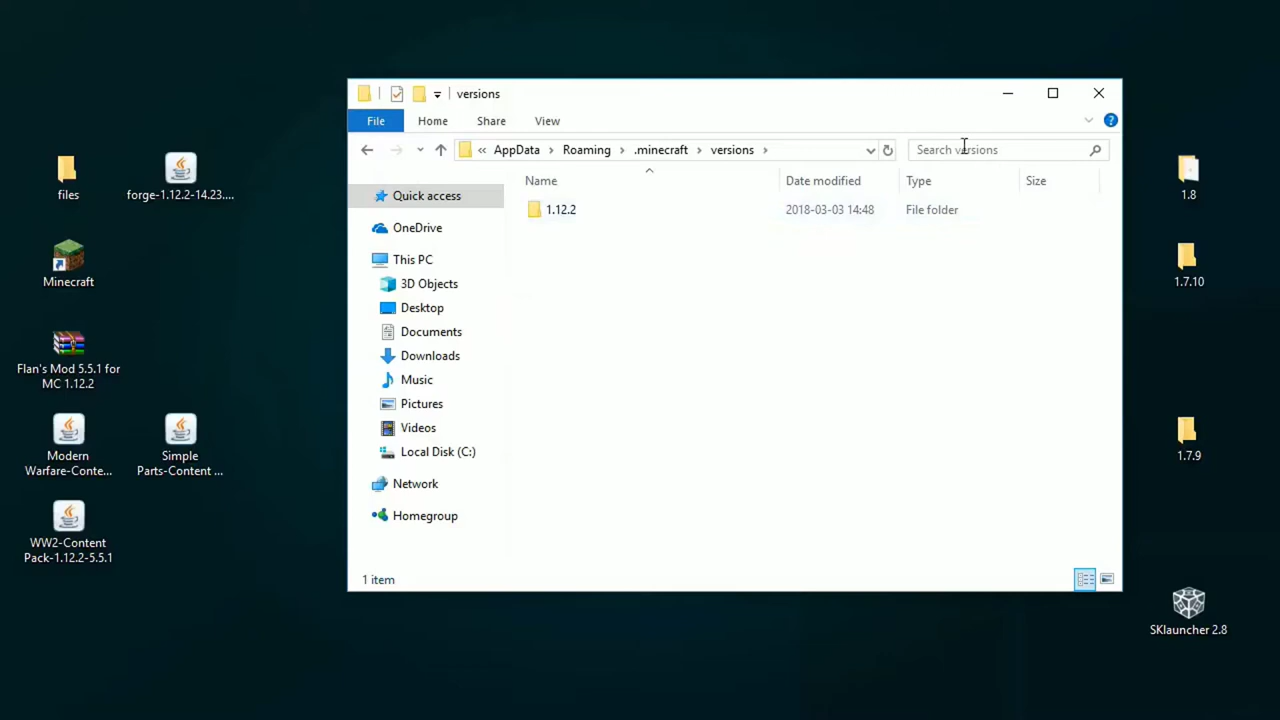 versions
File
Home
Share
View
« AppData > Roaming > .minecraft > versions >
Search versions
Name
Date modified
Type
Size
1.12.2
2018-03-03 14:48
File folder
Quick access
OneDrive
This PC
3D Objects
Desktop
Documents
Downloads
Music
Pictures
Videos
Local Disk (C:)
Network
Homegroup
1 item
files
forge-1.12.2-14.23....
Minecraft
Flan's Mod 5.5.1 for
MC 1.12.2
Modern
Warfare-Conte...
Simple
Parts-Content ...
WW2-Content
Pack-1.12.2-5.5.1
1.8
1.7.10
1.7.9
SKlauncher 2.8